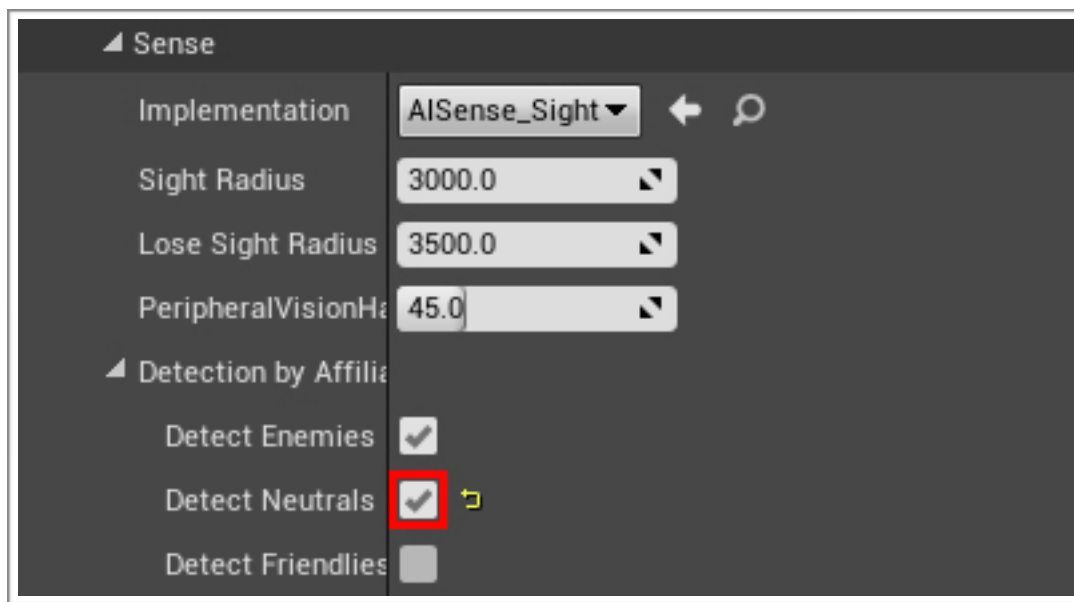 Sense
Implementation AISense_Sight
Sight Radius 3000.0
Lose Sight Radius 3500.0
PeripheralVisionHa 45.0
Detection by Affilia
Detect Enemies
Detect Neutrals
Detect Friendlies